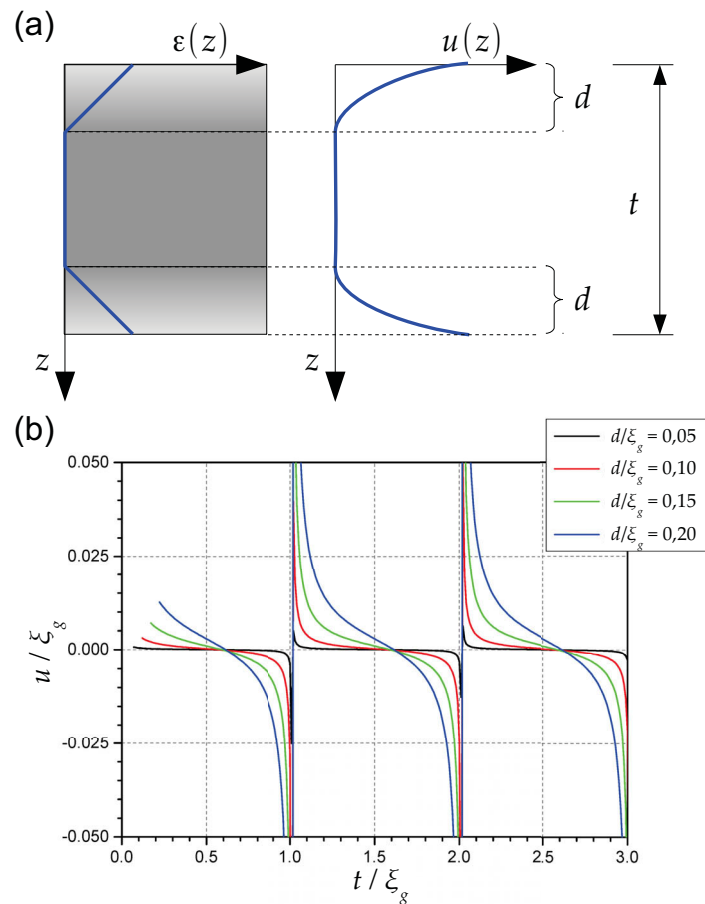 (a)
ε(z) u(z)
d
t
d
z z
(b)
d/ξg = 0,05
d/ξg = 0,10
d/ξg = 0,15
d/ξg = 0,20
0.050
0.025
0.000
-0.025
-0.050
u / ξg
0.0 0.5 1.0 1.5 2.0 2.5 3.0
t / ξg